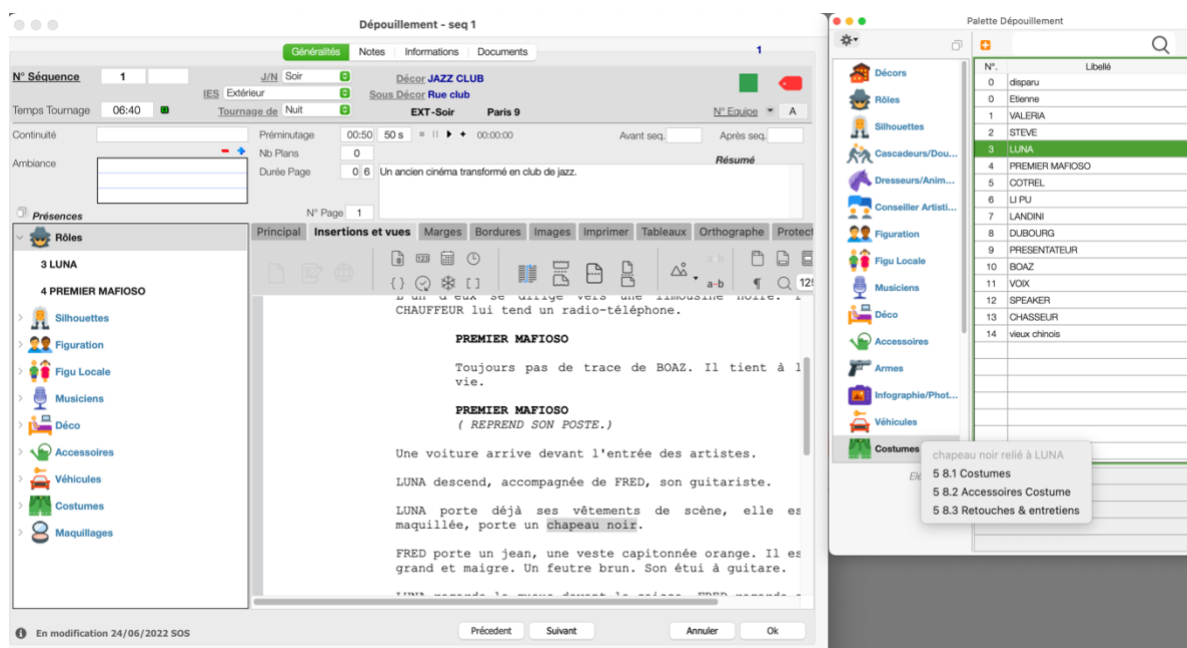 Dépouillement - seq 1
Généralités Notes Informations Documents 1
N° Séquence 1 J/N Soir Décor JAZZ CLUB
IES Extérieur Sous Décor Rue club
Temps Tournage 06:40 Tournage de Nuit EXT-Soir Paris 9 N° Equipe A
Continuité Préminutage 00:50 50 s 00:00:00 Avant seq. Après seq.
Nb Plans 0 Résumé
Ambiance
Durée Page 0 6 Un ancien cinéma transformé en club de jazz.
N° Page 1
Présences
Principal Insertions et vues Marges Bordures Images Imprimer Tableaux Orthographe Protect
Rôles
3 LUNA
4 PREMIER MAFIOSO
Silhouettes
Figuration
Figu Locale
Musiciens
Déco
Accessoires
Véhicules
Costumes
Maquillages
a-b 125
CHAUFFEUR lui tend un radio-téléphone.
PREMIER MAFIOSO
Toujours pas de trace de BOAZ. Il tient à l
vie.
PREMIER MAFIOSO
( REPREND SON POSTE.)
Une voiture arrive devant l'entrée des artistes.
LUNA descend, accompagnée de FRED, son guitariste.
LUNA porte déjà ses vêtements de scène, elle es
maquillée, porte un chapeau noir.
FRED porte un jean, une veste capitonnée orange. Il es
grand et maigre. Un feutre brun. Son étui à guitare.
En modification 24/06/2022 SOS
Précédent Suivant Annuler Ok
Palette Dépouillement
Décors
Rôles
Silhouettes
Cascadeurs/Dou...
Dresseurs/Anim...
Conseiller Artisti...
Figuration
Figu Locale
Musiciens
Déco
Accessoires
Armes
Infographie/Phot...
Véhicules
Costumes
N°. Libellé
0 disparu
0 Etienne
1 VALERIA
2 STEVE
3 LUNA
4 PREMIER MAFIOSO
5 COTREL
6 LI PU
7 LANDINI
8 DUBOURG
9 PRESENTATEUR
10 BOAZ
11 VOIX
12 SPEAKER
13 CHASSEUR
14 vieux chinois
chapeau noir relié à LUNA
5 8.1 Costumes
5 8.2 Accessoires Costume
5 8.3 Retouches & entretiens